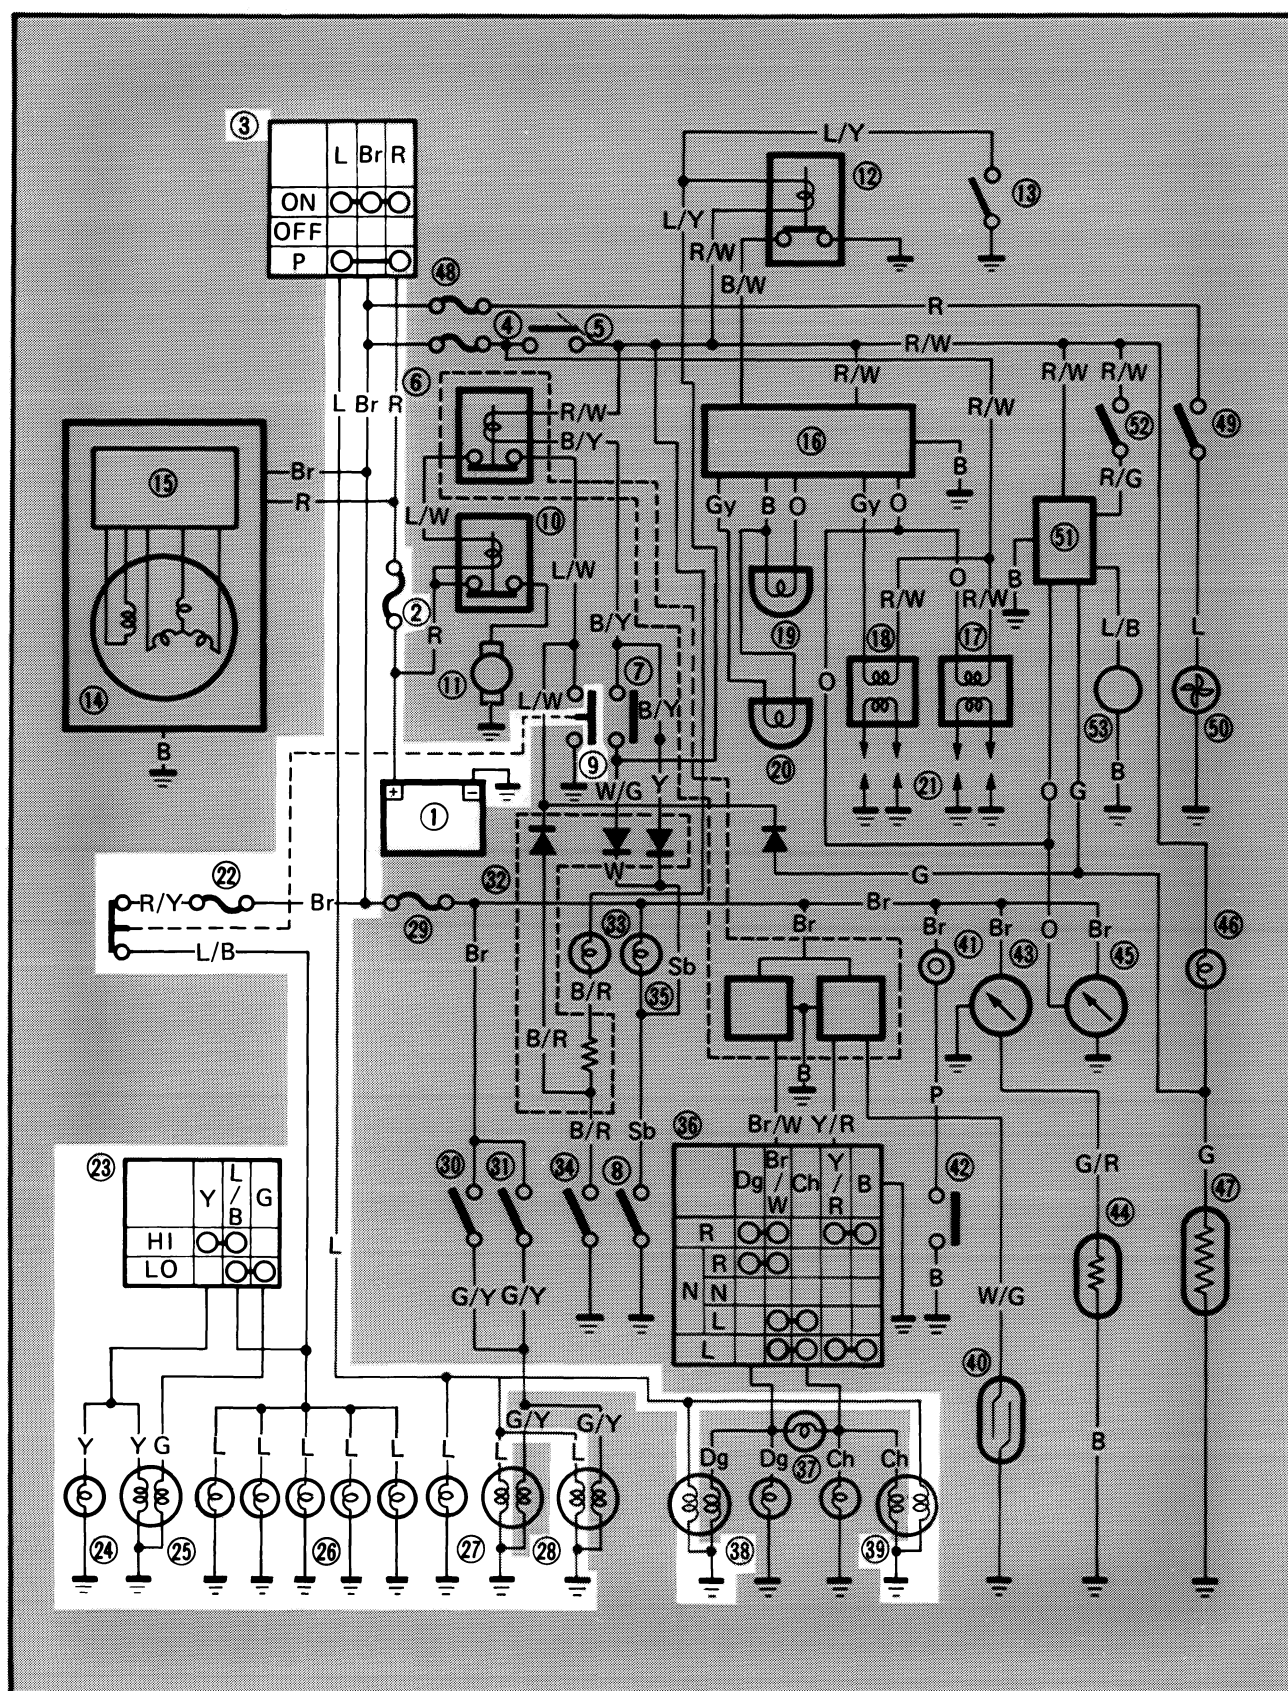 ③
L Br R
ON
OFF
P
L/Y
⑫
⑬
L/Y
R/W
B/W
㊽
R
④
⑤
R/W
R/W
R/W
R/W
R/W
⑥
L Br R
R/W
B/Y
⑯
B
㊾
52
R/G
⑮
Br
R
L/W
⑩
L/W
Gy B O Gy O
51
②
R
B/Y
⑲
O
R/W
R/W
B
L/B
L
⑱
⑰
⑭
B
⑪
L/W
⑦
B/Y
O
53
㊿
⑨
⑳
㉑
B
+ −
①
W/G
Y
O G
㉒
R/Y
Br
㉜
W
G
L/B
㉙
Br
㉝
Sb
Br
Br
Br
㊶
Br
㊸
O
Br
㊺
㊻
B/R
㉟
B/R
B
P
B/R
Sb
㊱
Br/W
Y/R
G/R
G
㉓
Y L/B G
HI
LO
L
㉚
㉛
㉞
⑧
Dg Br/W Ch Y/R B
R
N R
N
L
L
㊷
㊹
㊼
G/Y
G/Y
B
W/G
㊵
Y Y G L L L L L L L
G/Y
L
G/Y
Dg Dg
㊲
Ch Ch
B
㉔
㉕
㉖
㉗
㉘
㊳
㊴